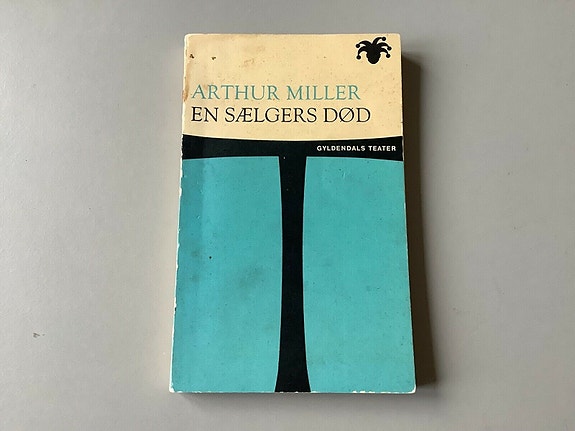 ARTHUR MILLER
EN SÆLGERS DØD
GYLDENDALS TEATER